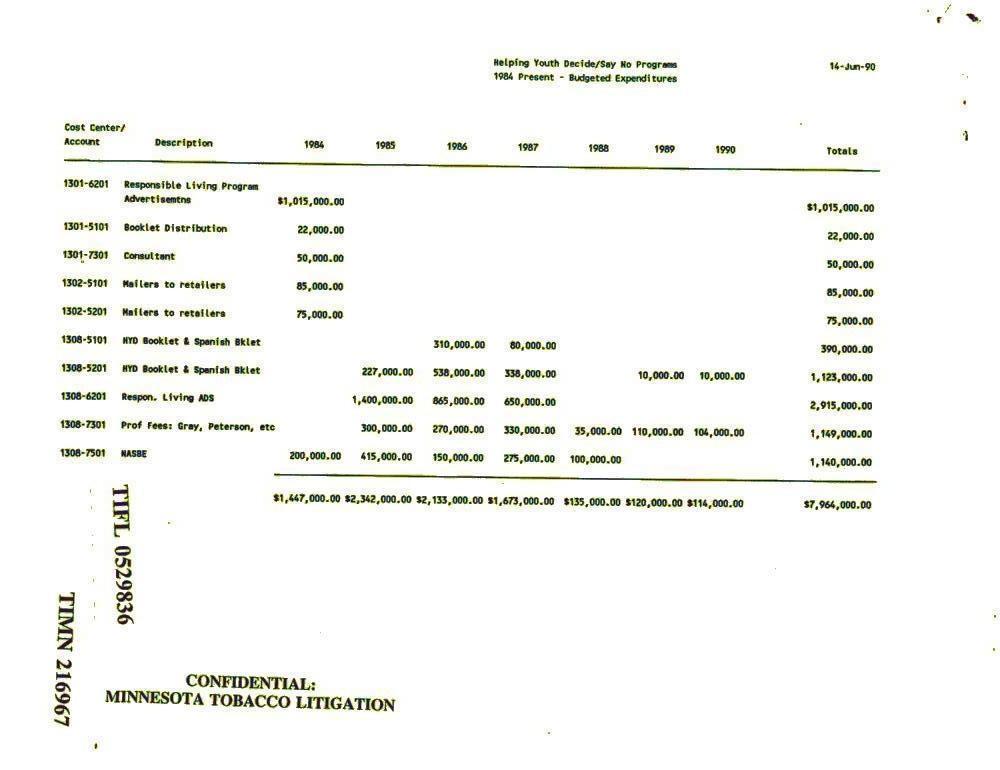 Helping Youth Decide/Say No Programs 14-Jun-90
1984 Present - Budgeted Expenditures
Cost Center/
Account Description 1984 1985 1986 1987 1988 1989 1990 Totals
1301-6201 Responsible Living Program
Advertisemtns $1,015,000.00 $1,015,000.00
1301-5101 Booklet Distribution 22,000.00 22,000.00
1301-7301 Consultant 50,000.00 50,000.00
1302-5101 Mailers to retailers 85,000.00 85,000.00
1302-5201 Mailers to retailers 75,000.00 75,000.00
1308-5101 HYD Booklet & Spanish Bklet 310,000.00 80,000.00 390,000.00
1308-5201 HYD Booklet & Spanish Bklet 227,000.00 538,000.00 338,000.00 10,000.00 10,000.00 1,123,000.00
1308-6201 Respon. Living ADS 1,400,000.00 865,000.00 650,000.00 2,915,000.00
1308-7301 Prof Fees: Gray, Peterson, etc 300,000.00 270,000.00 330,000.00 35,000.00 110,000.00 104,000.00 1,149,000.00
1308-7501 NASBE 200,000.00 415,000.00 150,000.00 275,000.00 100,000.00 1,140,000.00
$1,447,000.00 $2,342,000.00 $2,133,000.00 $1,673,000.00 $135,000.00 $120,000.00 $114,000.00 $7,964,000.00
TIFL 0529836
TIMN 216967
CONFIDENTIAL:
MINNESOTA TOBACCO LITIGATION